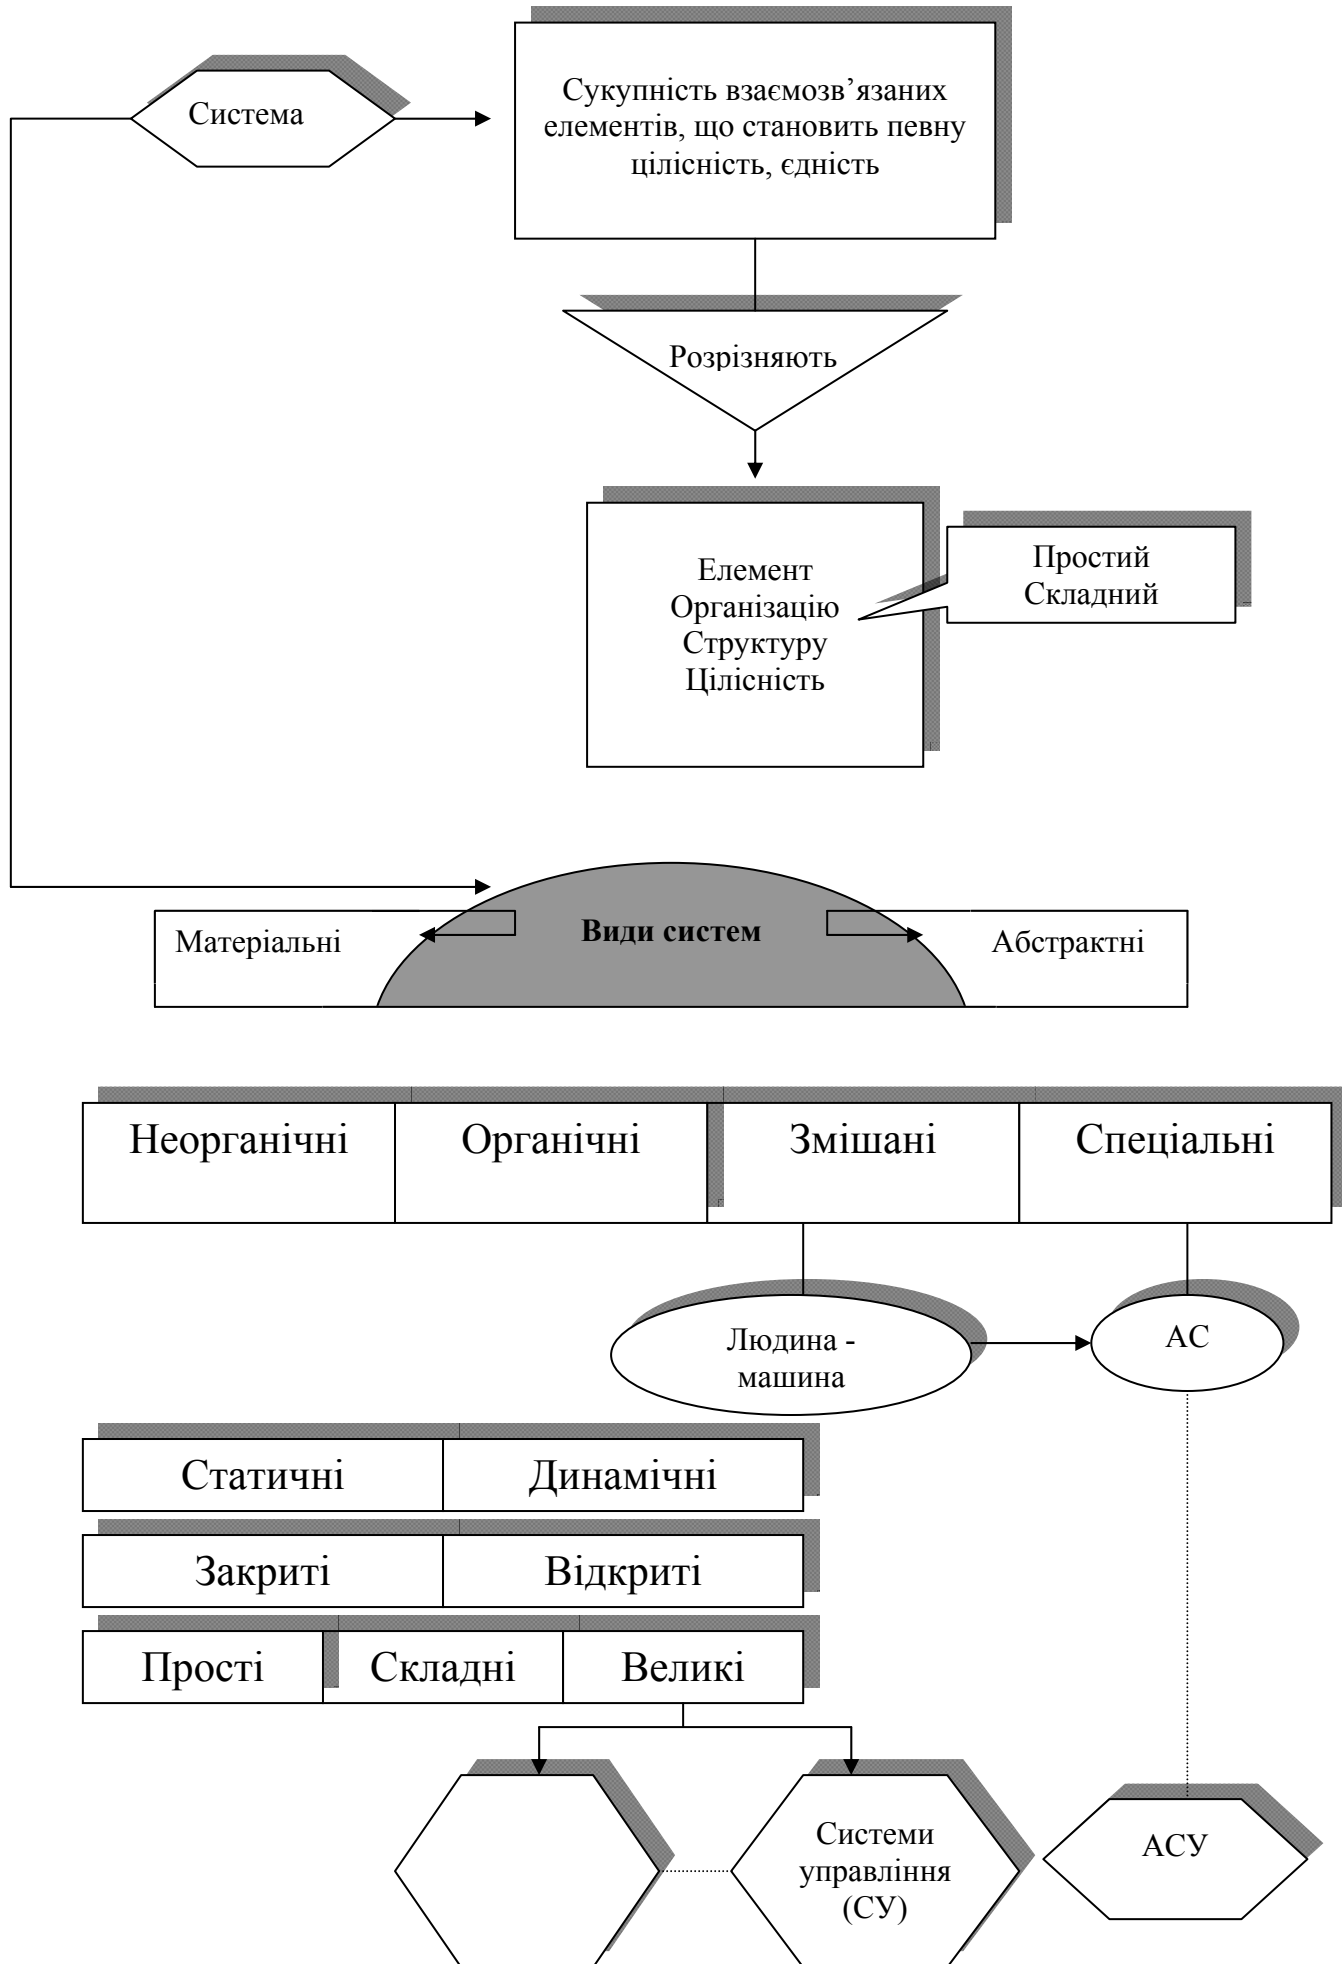 Система
Сукупність взаємозв’язаних
елементів, що становить певну
цілісність, єдність
Розрізняють
Елемент
Організацію
Структуру
Цілісність
Простий
Складний
Матеріальні
Види систем
Абстрактні
Неорганічні
Органічні
Змішані
Спеціальні
Людина -
машина
АС
Статичні
Динамічні
Закриті
Відкриті
Прості
Складні
Великі
Системи
управління
(СУ)
АСУ